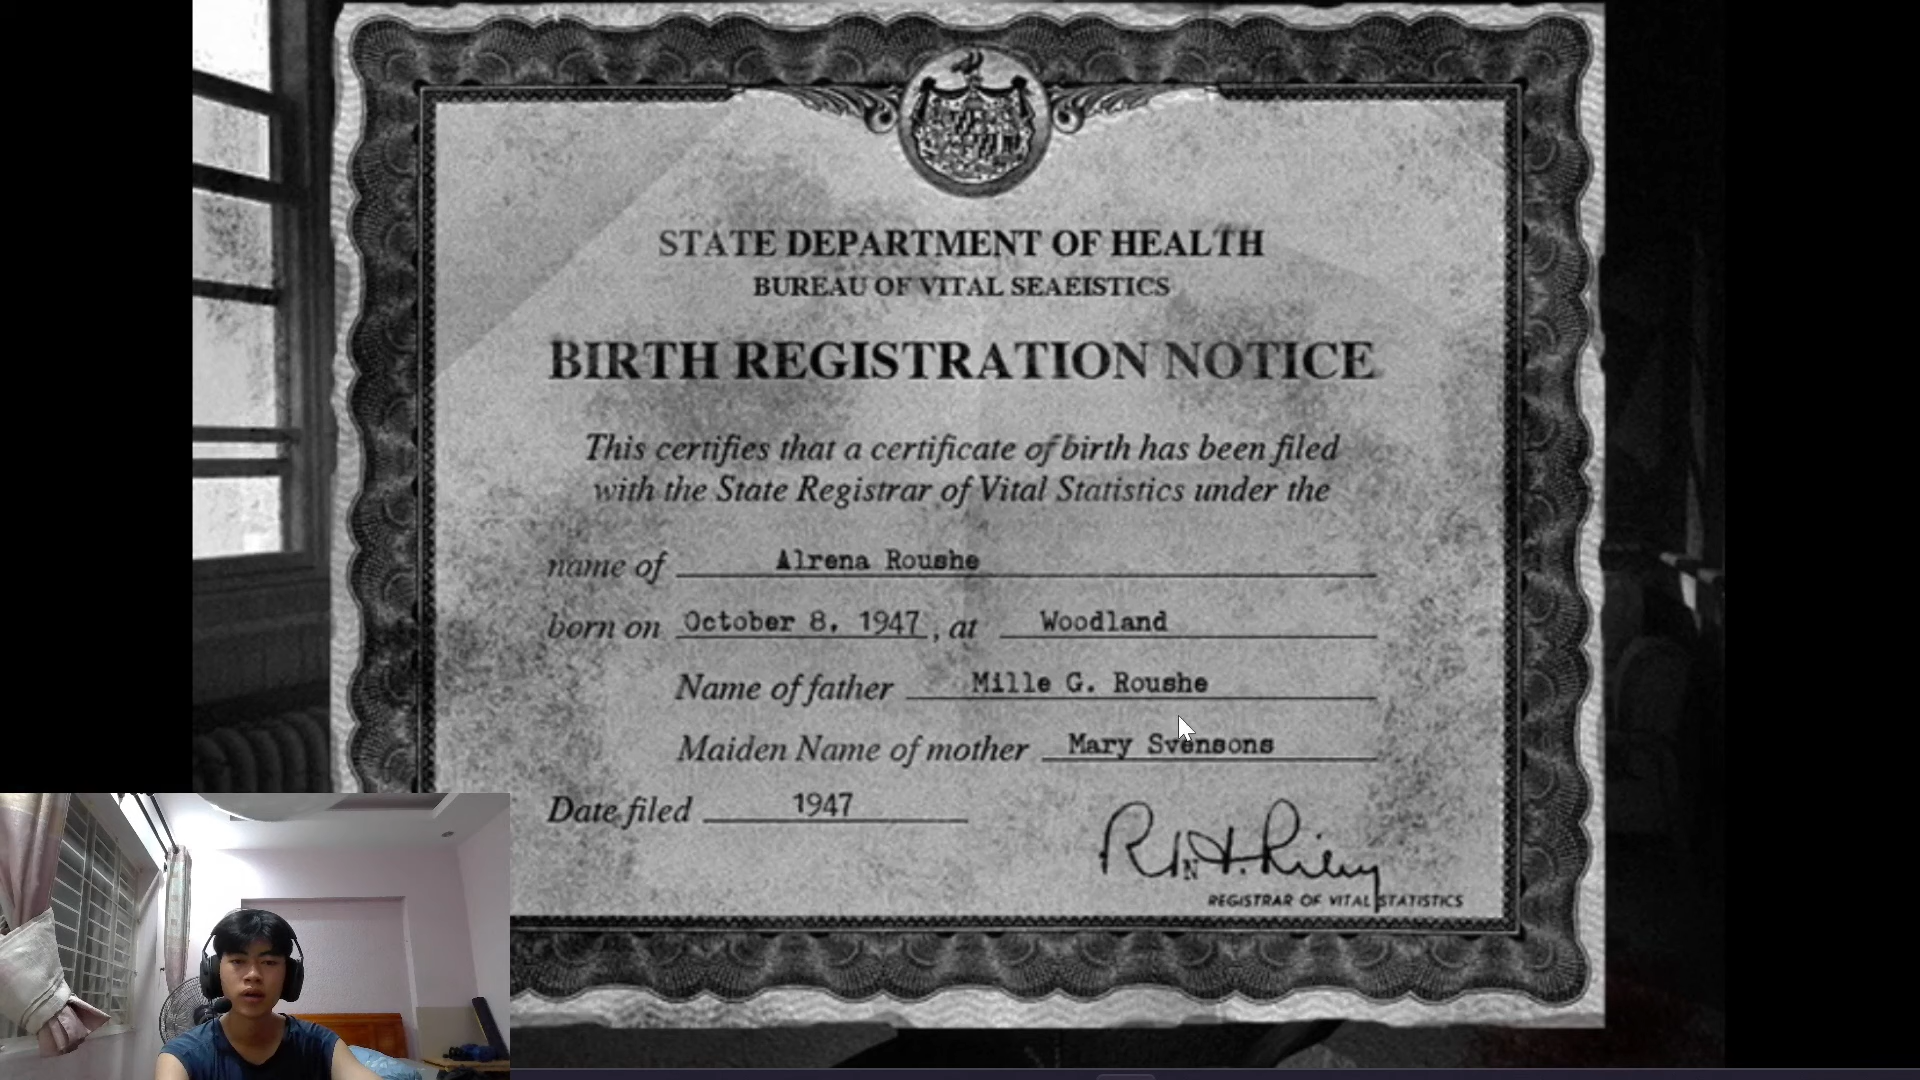 STATE DEPARTMENT OF HEALTH
BUREAU OF VITAL SEAEISTICS
BIRTH REGISTRATION NOTICE
This certifies that a certificate of birth has been filed
with the State Registrar of Vital Statistics under the
name of Alrena Roushe
born on October 8, 1947, at Woodland
Name of father Mille G. Roushe
Maiden Name of mother Mary Svensons
Date filed 1947
REGISTRAR OF VITAL STATISTICS